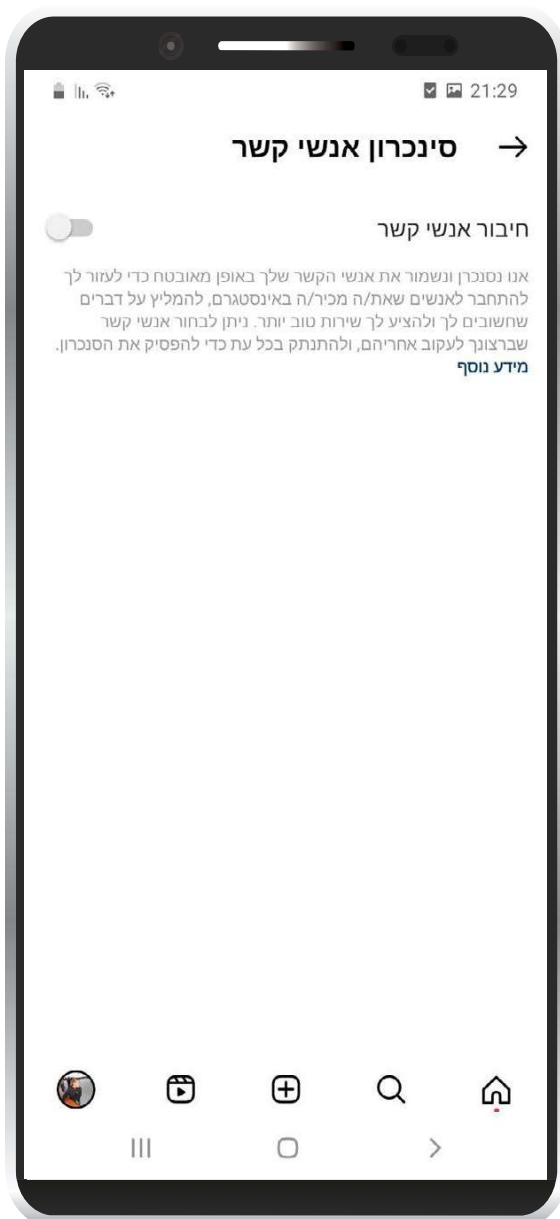 21:29
סינכרון אנשי קשר
חיבור אנשי קשר
אנו נסנכרן ונשמור את אנשי הקשר שלך באופן מאובטח כדי לעזור לך
להתחבר לאנשים שאת/ה מכיר/ה באינסטגרם, להמליץ על דברים
שחשובים לך ולהציע לך שירות טוב יותר. ניתן לבחור אנשי קשר
שברצונך לעקוב אחריהם, ולהתנתק בכל עת כדי להפסיק את הסנכרון.
מידע נוסף